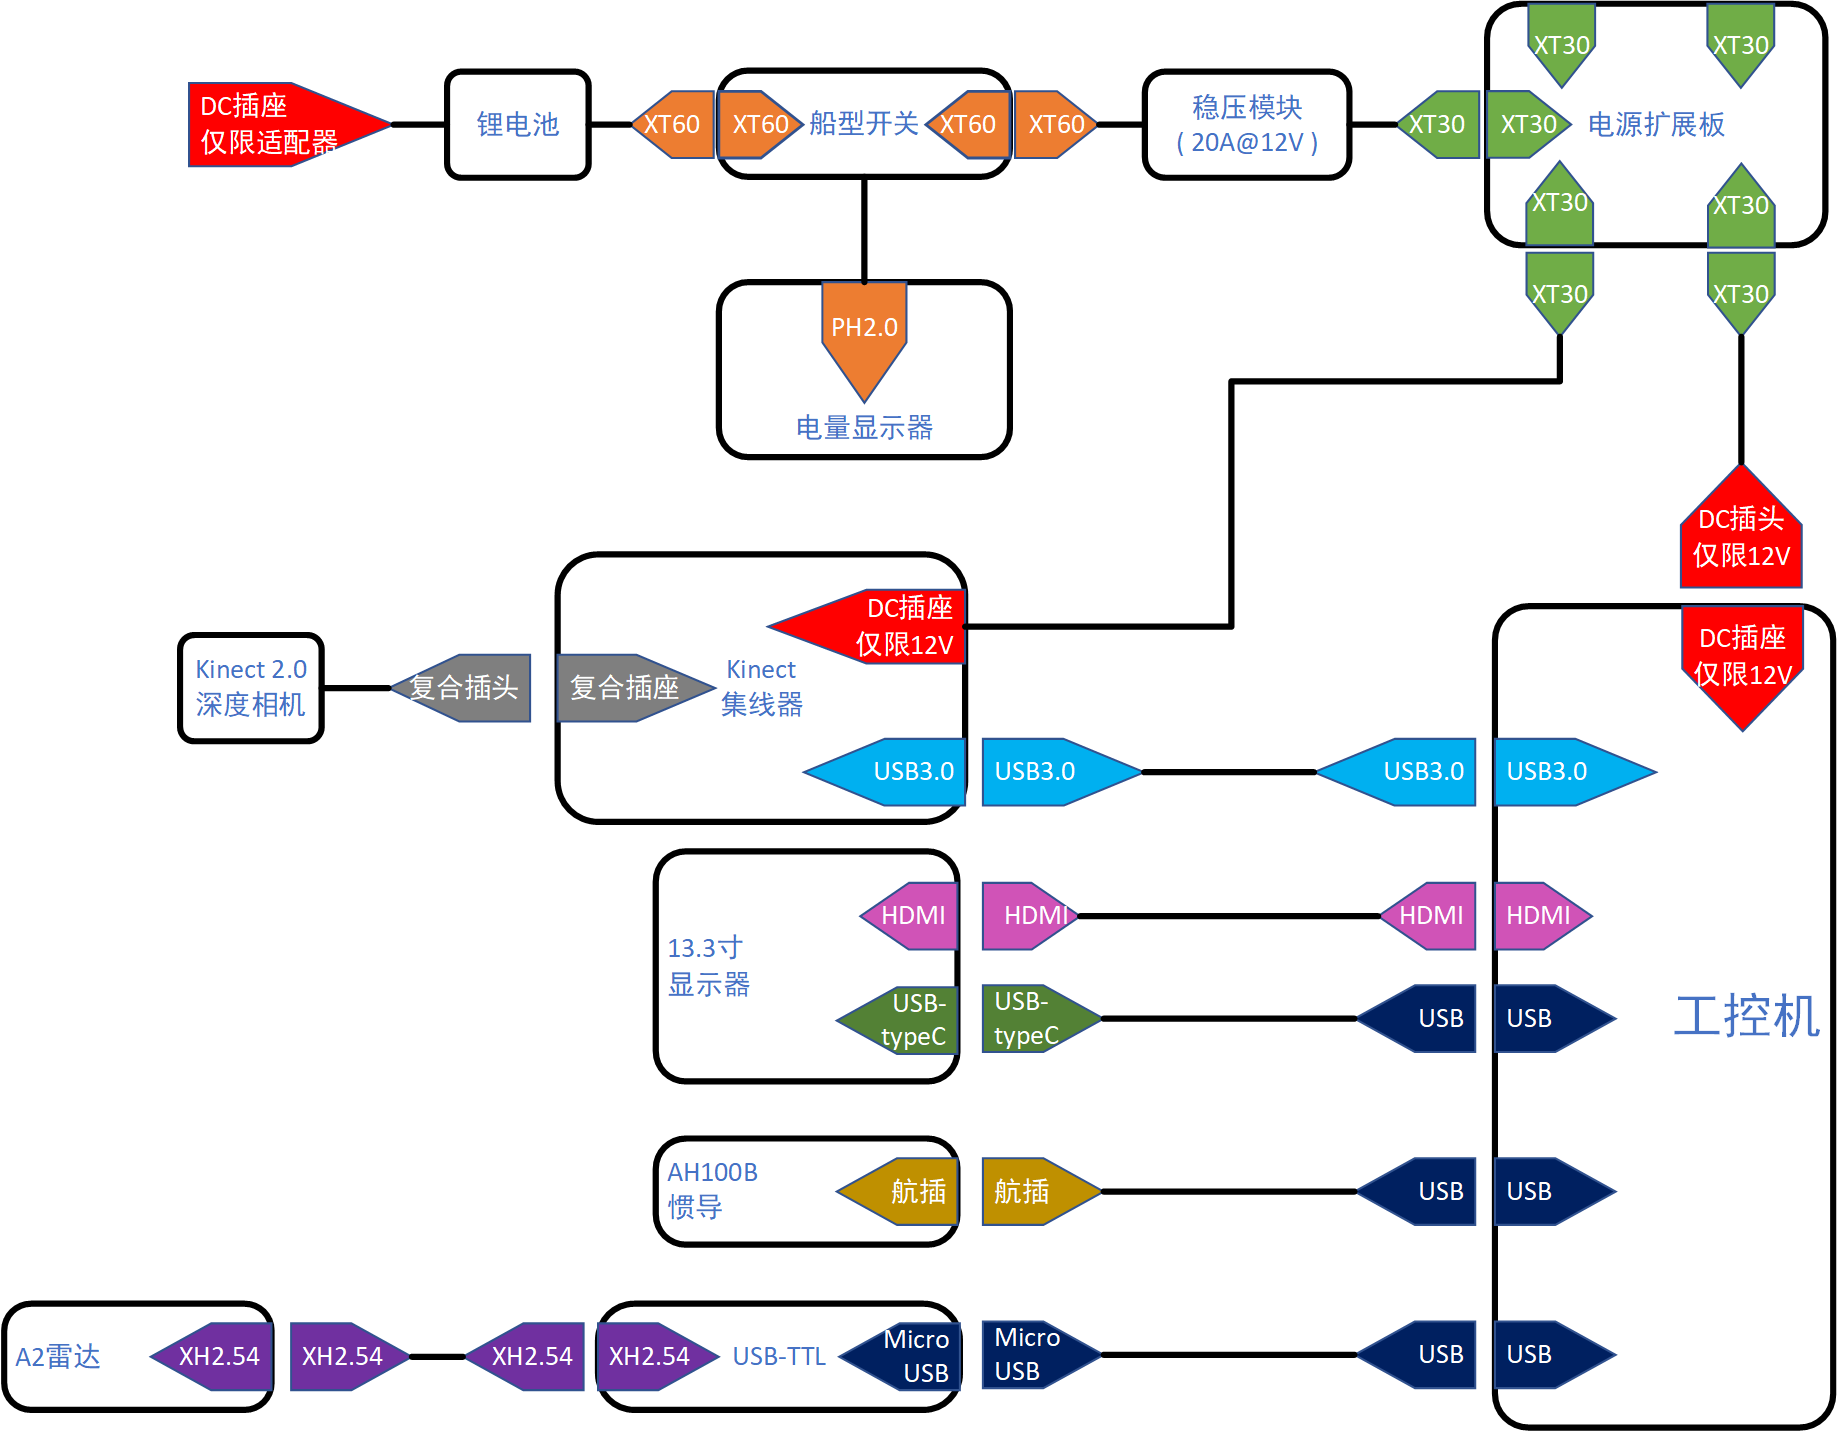 XT30
XT30
DC插座
仅限适配器
锂电池
XT60
XT60
船型开关
XT60
XT60
稳压模块
( 20A@12V )
XT30
XT30
电源扩展板
XT30
XT30
XT30
XT30
PH2.0
电量显示器
DC插头
仅限12V
DC插座
仅限12V
DC插座
仅限12V
Kinect 2.0
深度相机
复合插头
复合插座
Kinect
集线器
USB3.0
USB3.0
USB3.0
USB3.0
HDMI
HDMI
HDMI
HDMI
13.3寸
显示器
USB-
typeC
USB-
typeC
USB
USB
工控机
AH100B
惯导
航插
航插
USB
USB
A2雷达
XH2.54
XH2.54
XH2.54
XH2.54
USB-TTL
Micro
USB
Micro
USB
USB
USB